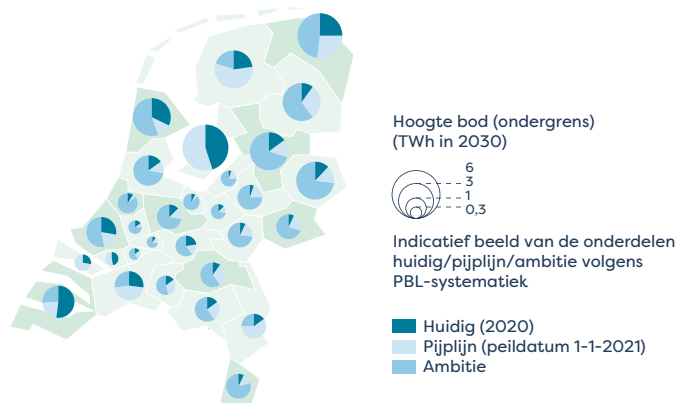 Hoogte bod (ondergrens)
(TWh in 2030)
6
3
1
0,3
Indicatief beeld van de onderdelen
huidig/pijplijn/ambitie volgens
PBL-systematiek
Huidig (2020)
Pijplijn (peildatum 1-1-2021)
Ambitie